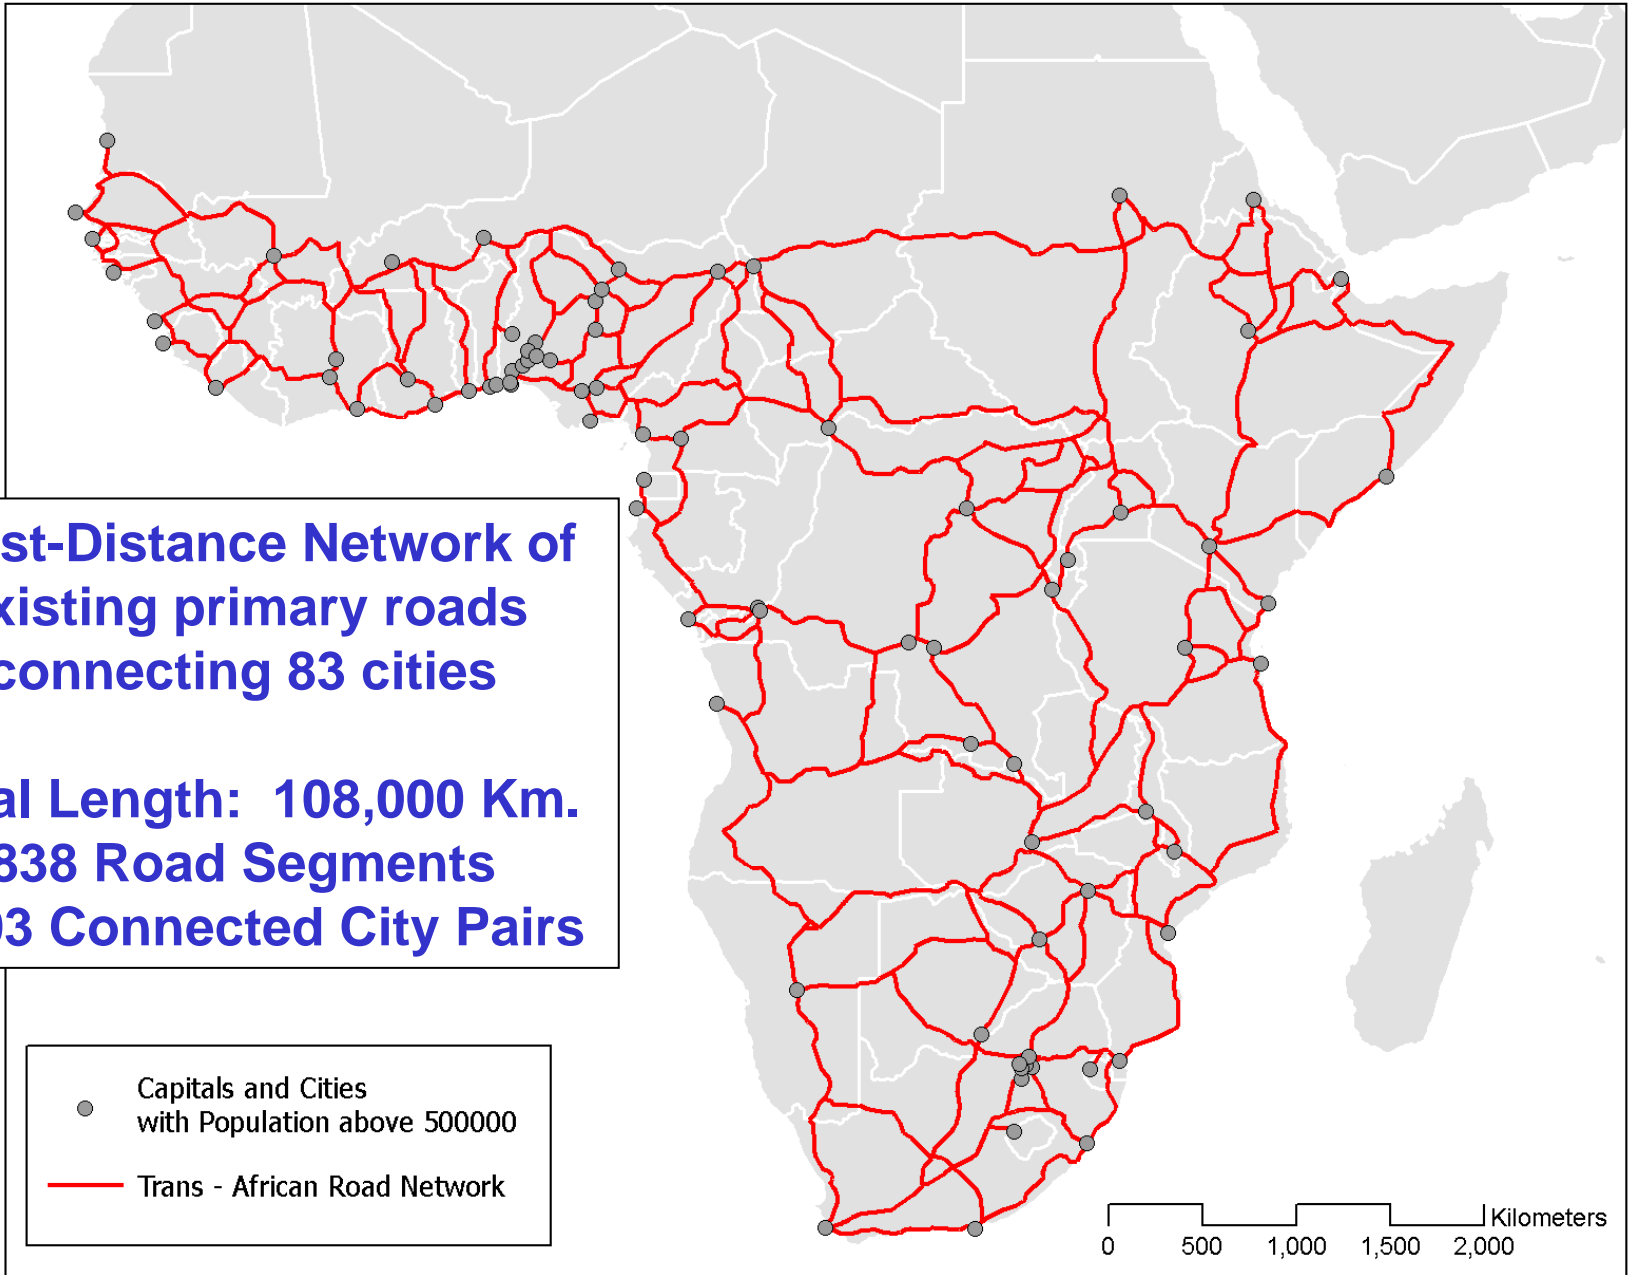 st-Distance Network of
xisting primary roads
connecting 83 cities
al Length: 108,000 Km.
838 Road Segments
3 Connected City Pairs
Capitals and Cities
with Population above 500000
Trans - African Road Network
Kilometers
0 500 1,000 1,500 2,000